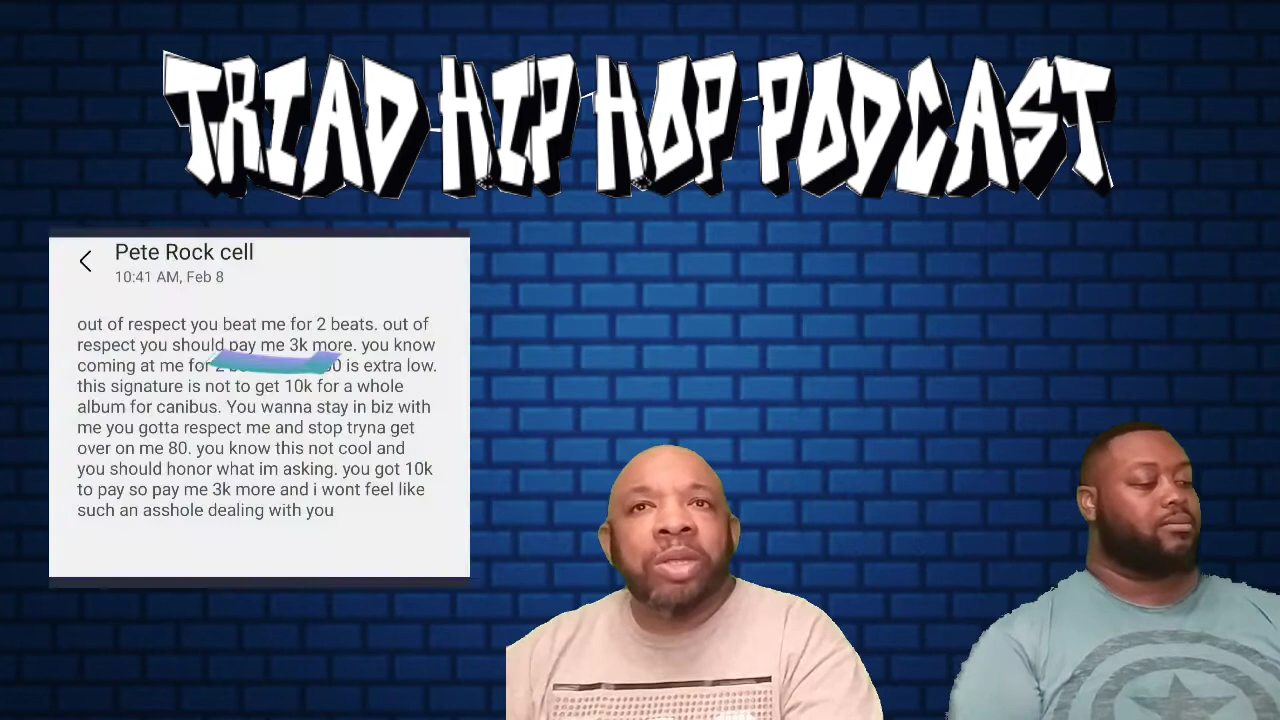 TRIAD HIP HOP PODCAST
Pete Rock cell
10:41 AM, Feb 8
out of respect you beat me for 2 beats. out of
respect you should pay me 3k more. you know
coming at me for 2 is extra low.
this signature is not to get 10k for a whole
album for canibus. You wanna stay in biz with
me you gotta respect me and stop tryna get
over on me 80. you know this not cool and
you should honor what im asking. you got 10k
to pay so pay me 3k more and i wont feel like
such an asshole dealing with you